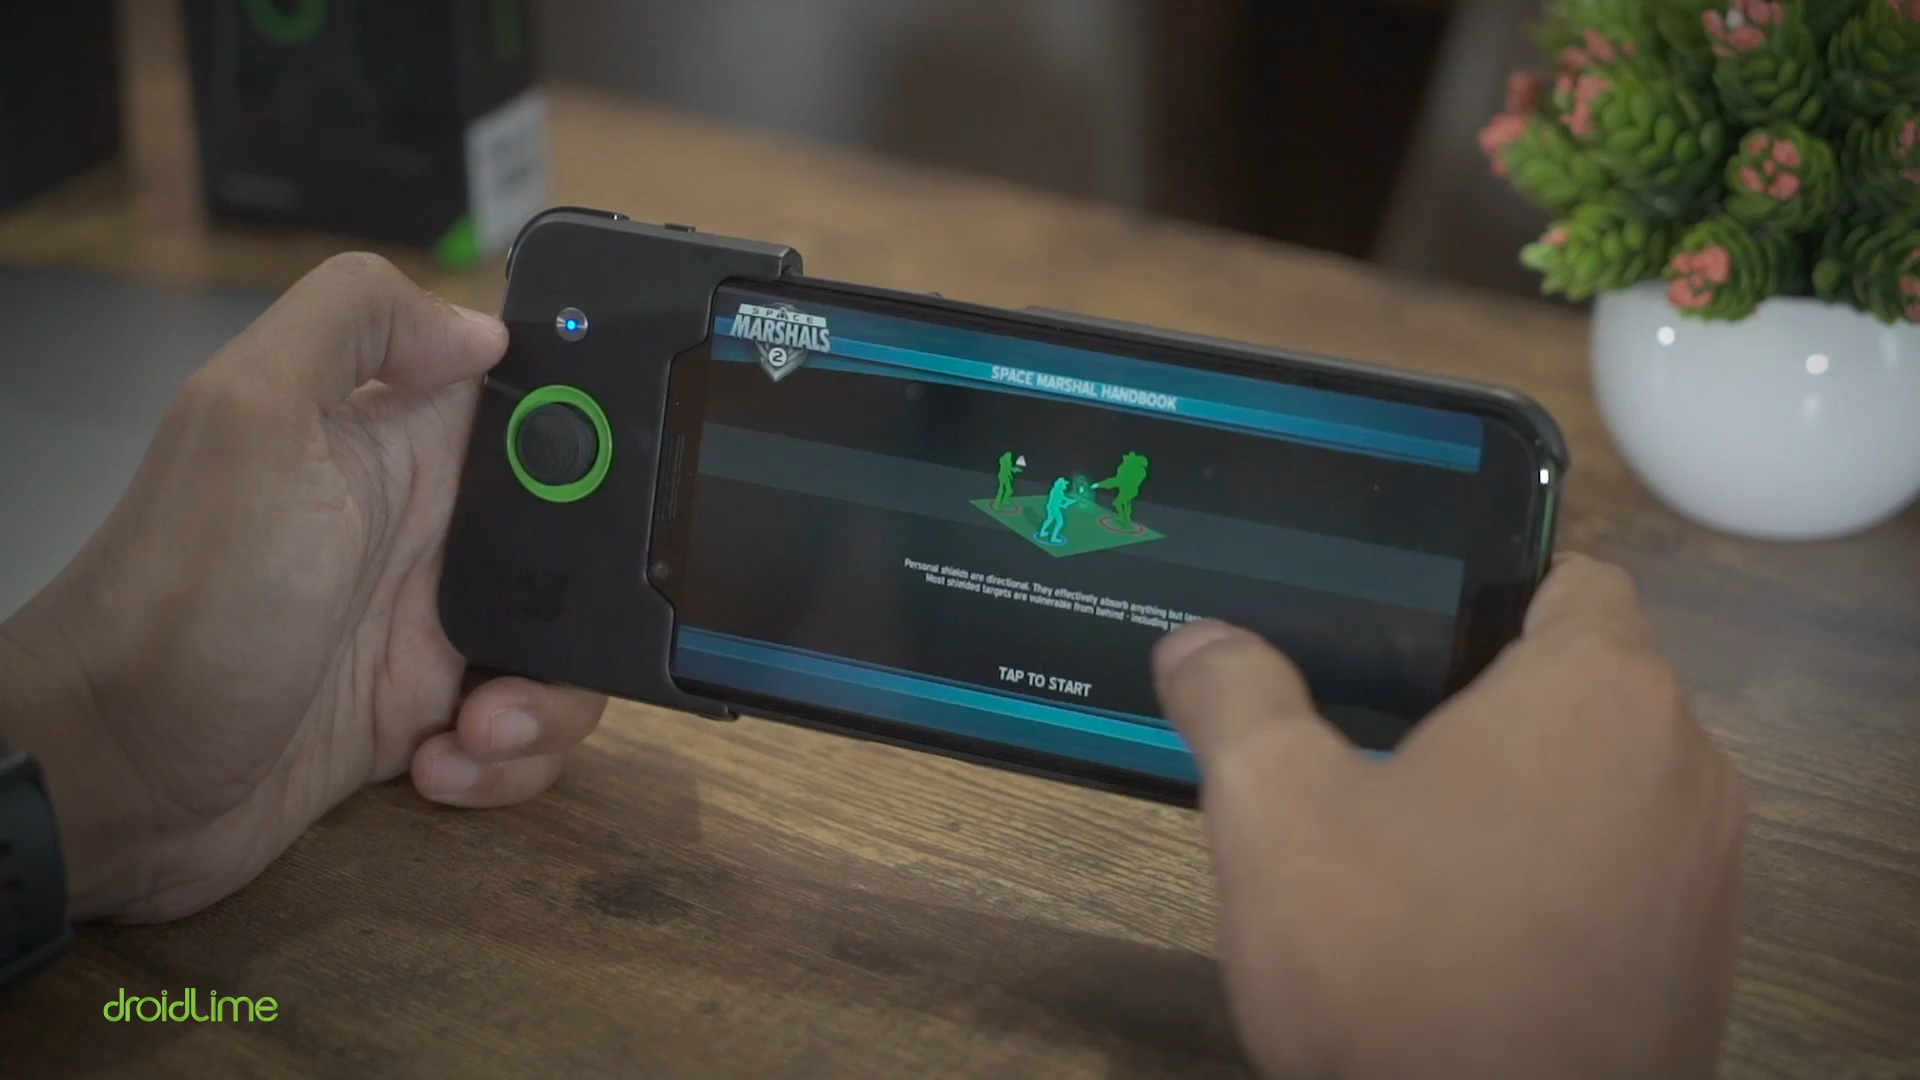 SPACE
MARSHALS
2
SPACE MARSHAL HANDBOOK
Personal shields are directional. They effectively absorb anything but
Most shielded targets are vulnerable from behind - including
TAP TO START
droidlime